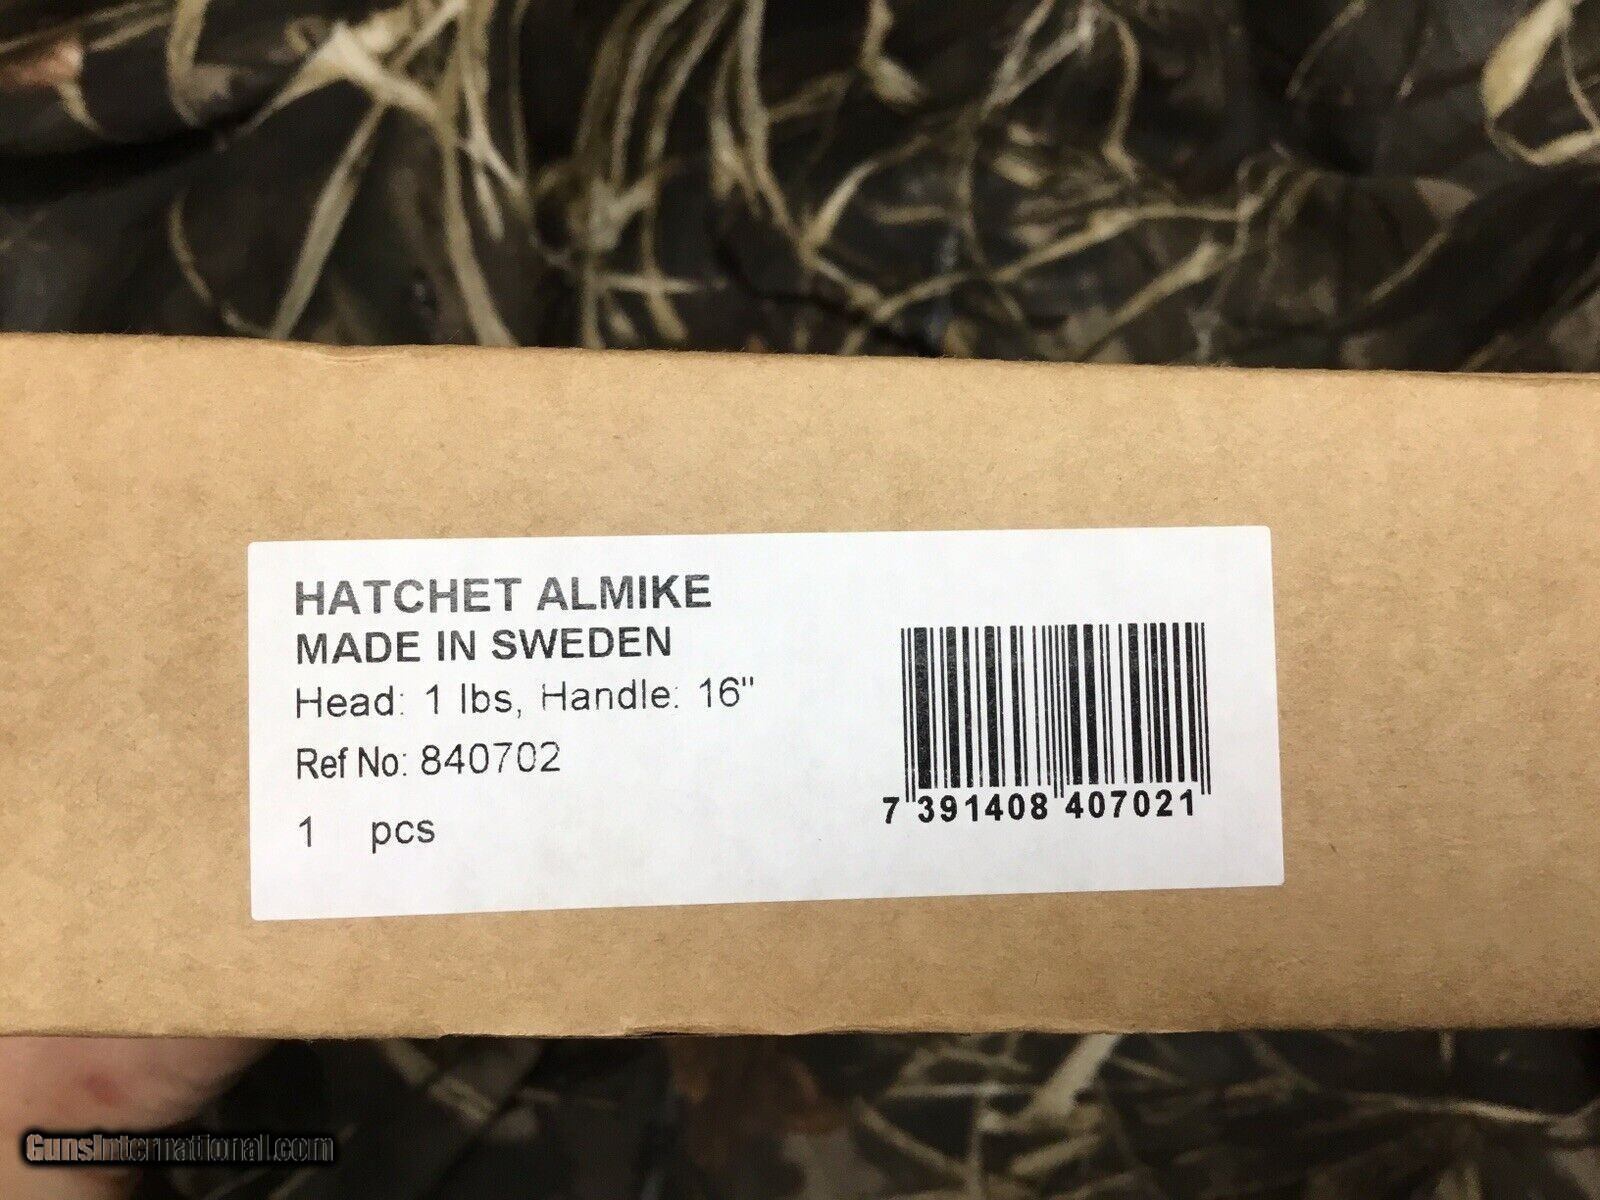 HATCHET ALMIKE
MADE IN SWEDEN
Head: 1 lbs, Handle: 16"
Ref No: 840702
1 pcs
7 391408 407021
GunsInternational.com